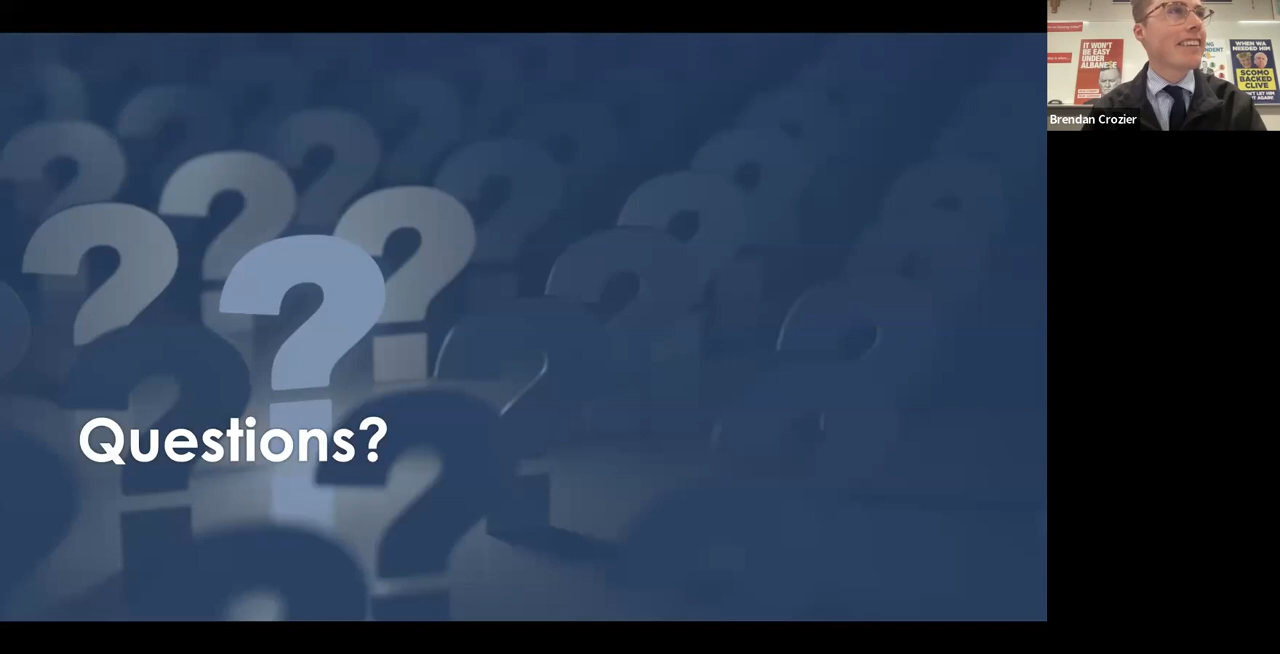 Questions?
IT WON'T
BE EASY
UNDER
ALBANESE
WHEN WA
NEEDED HIM
SCOMO
BACKED
CLIVE
Brendan Crozier